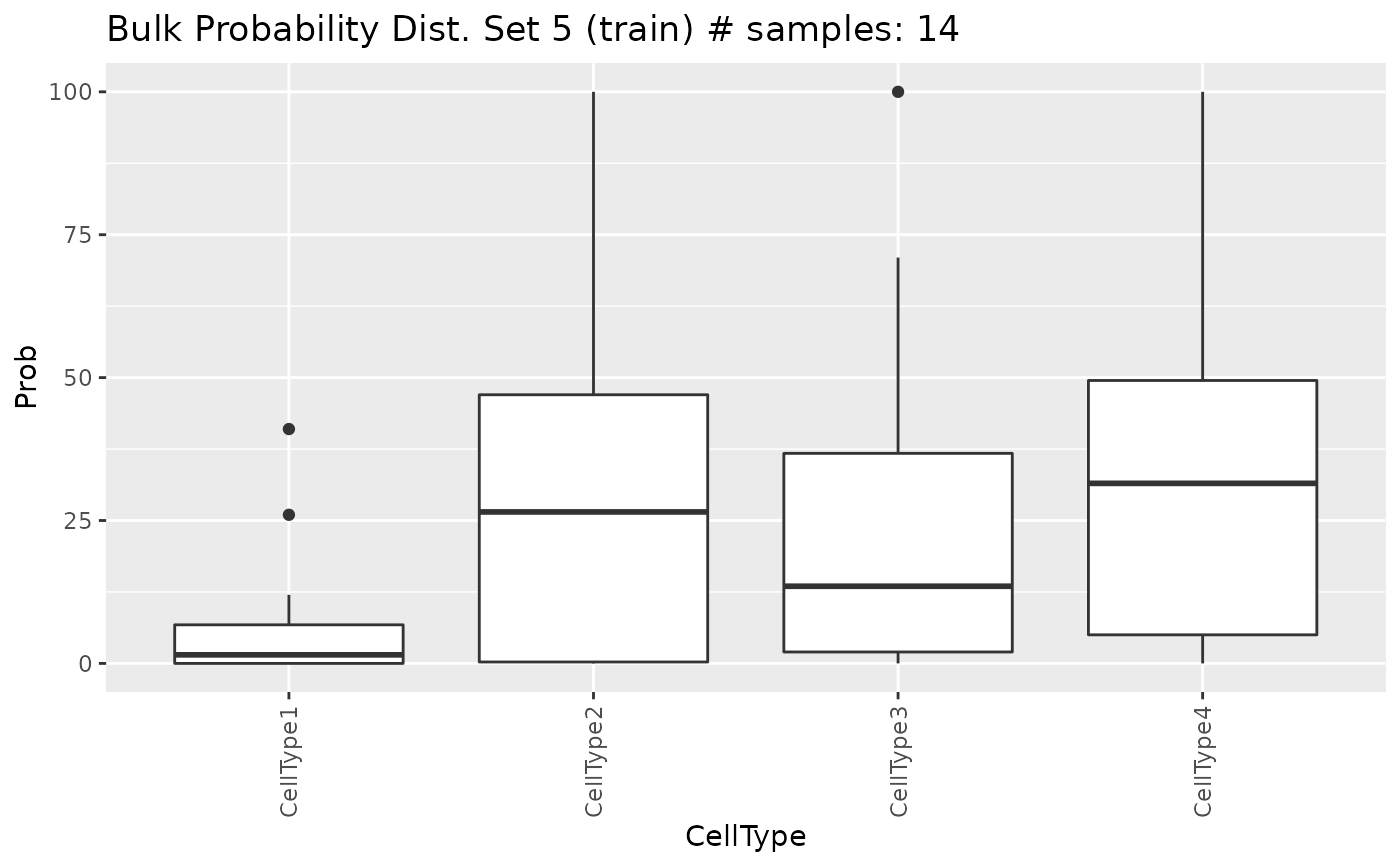 Bulk Probability Dist. Set 5 (train) # samples: 14
100
75
50
25
0
Prob
CellType1
CellType2
CellType3
CellType4
CellType